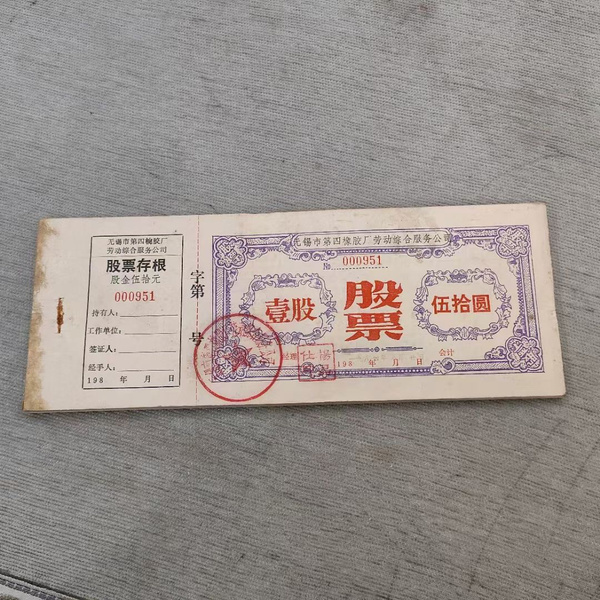 无锡市第四橡胶厂
劳动综合服务公司
股票存根
股金伍拾元
000951
持有人：
工作单位：
签证人：
经手人：
198 年 月 日
字第
号
无锡市第四橡胶厂劳动综合服务公司
№ 000951
壹股
股票
伍拾圆
经理
198 年 月 日
会计